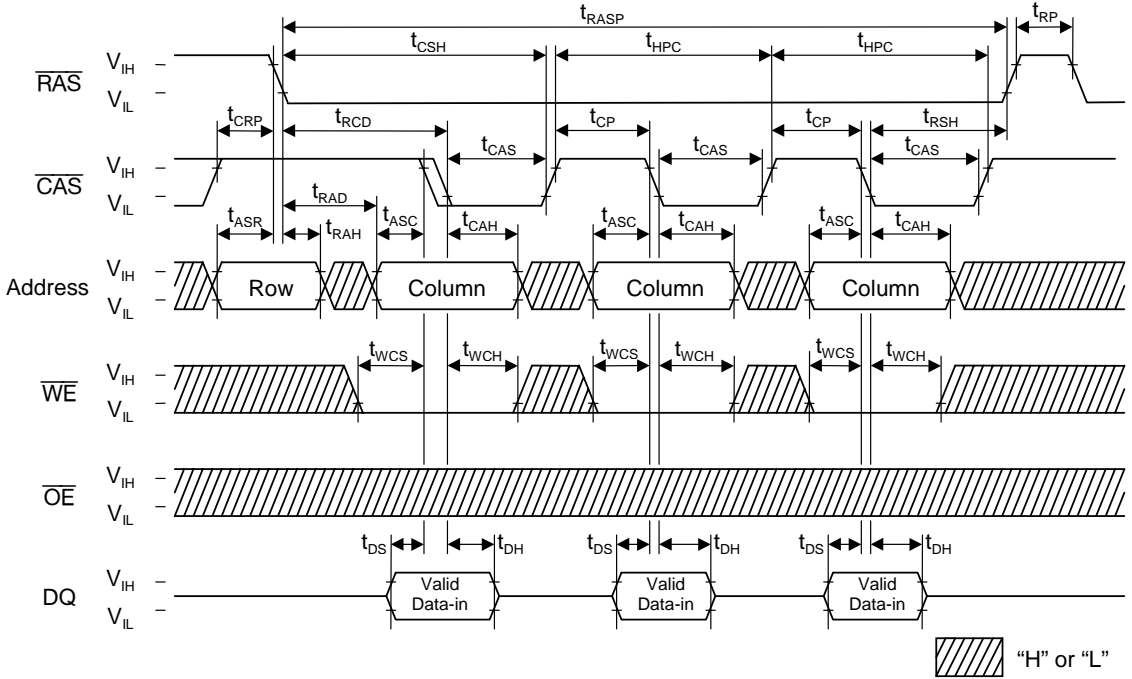 tRASP tRP
tCSH tHPC tHPC
RAS VIH
VIL
tCRP tRCD tCP tCP tRSH
tCAS tCAS tCAS
CAS VIH
VIL
tRAD
tASR tRAH tASC tCAH tASC tCAH tASC tCAH
Address VIH
VIL
Row Column Column Column
tWCS tWCH tWCS tWCH tWCS tWCH
WE VIH
VIL
OE VIH
VIL
tDS tDH tDS tDH tDS tDH
DQ VIH
VIL
Valid Data-in
Valid Data-in
Valid Data-in
“H” or “L”